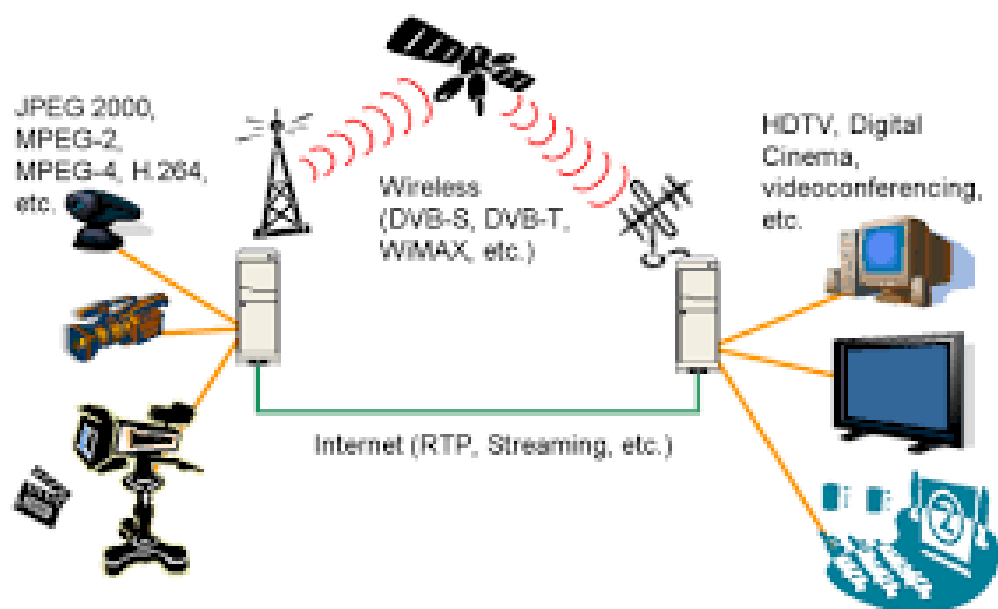 JPEG 2000,
MPEG-2,
MPEG-4, H.264,
etc.
Wireless
(DVB-S, DVB-T,
WiMAX, etc.)
HDTV, Digital
Cinema,
videoconferencing,
etc.
Internet (RTP, Streaming, etc.)
2